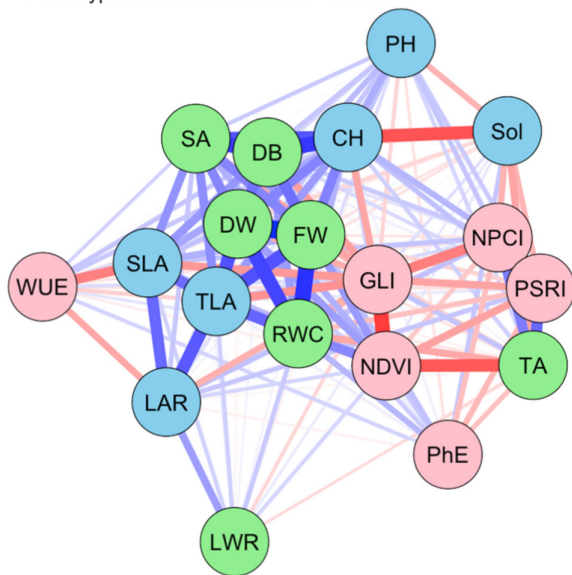 PH
SA
DB
CH
Sol
DW
FW
NPCI
SLA
GLI
WUE
TLA
PSRI
RWC
NDVI
TA
LAR
PhE
LWR